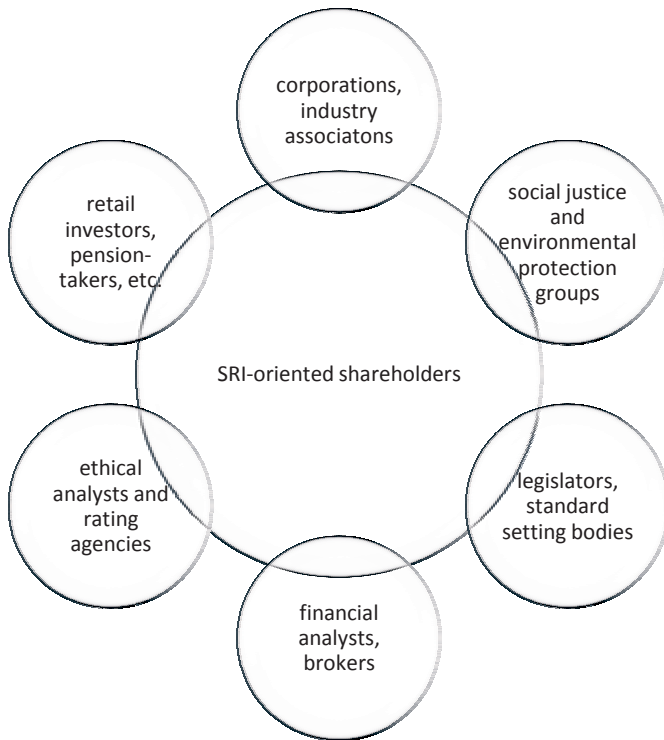 corporations,
industry
associatons
social justice
and
environmental
protection
groups
retail
investors,
pension-
takers, etc.
SRI-oriented shareholders
legislators,
standard
setting bodies
ethical
analysts and
rating
agencies
financial
analysts,
brokers